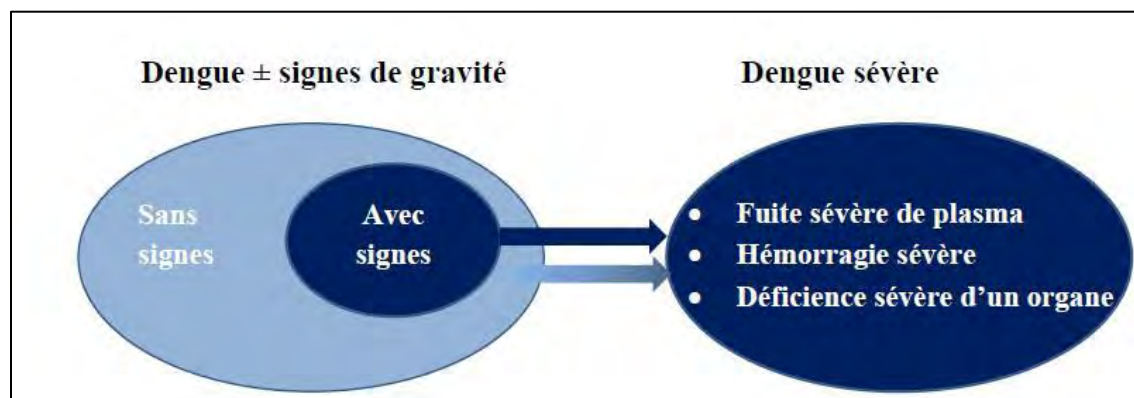 Dengue ± signes de gravité
Dengue sévère
Sans
signes
Avec
signes
• Fuite sévère de plasma
• Hémorragie sévère
• Déficience sévère d’un organe